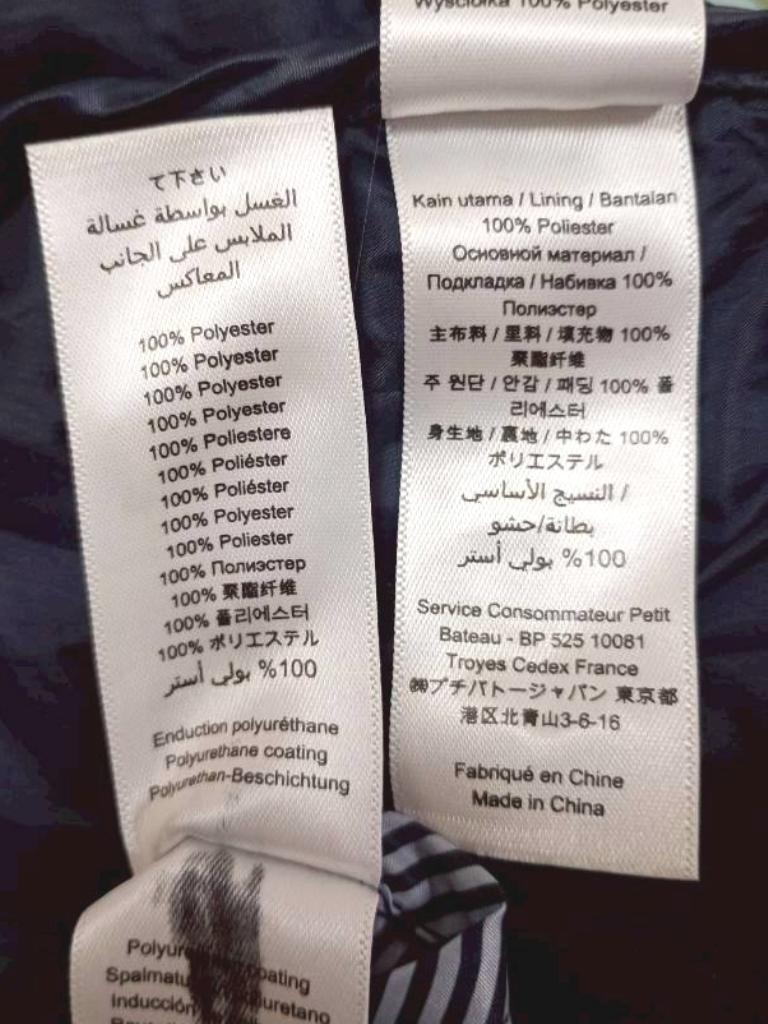 て下さい
الغسل بواسطة غسالة
الملابس على الجانب
المعاكس
100% Polyester
100% Polyester
100% Polyester
100% Polyester
100% Poliestere
100% Poliéster
100% Poliéster
100% Polyester
100% Poliester
100% Полиэстер
100% 聚酯纤维
100% 폴리에스터
100% ポリエステル
100% بولي أستر
Enduction polyuréthane
Polyurethane coating
Polyurethan-Beschichtung
coating
Inducción
Wyściółka 100% Polyester
Kain utama / Lining / Bantalan
100% Poliester
Основной материал /
Подкладка / Набивка 100%
Полиэстер
主布料 / 里料 / 填充物 100%
聚酯纤维
주 원단 / 안감 / 패딩 100% 폴
리에스터
身生地 / 裏地 / 中わた 100%
ポリエステル
النسيج الأساسي /
بطانة/حشو
100% بولي أستر
Service Consommateur Petit
Bateau - BP 525 10081
Troyes Cedex France
㈱プチバトージャパン 東京都
港区北青山3-6-16
Fabriqué en Chine
Made in China